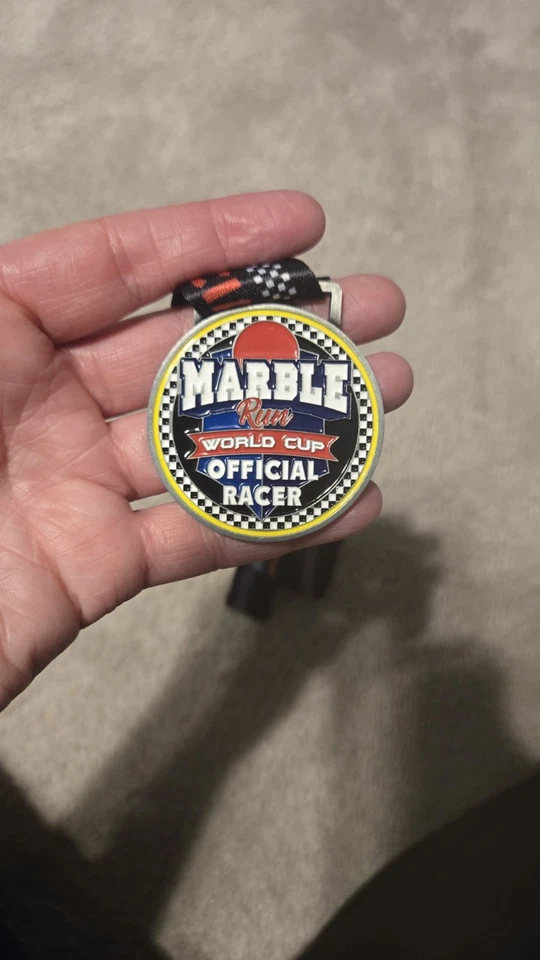 MARBLE
Run
WORLD CUP
OFFICIAL
RACER